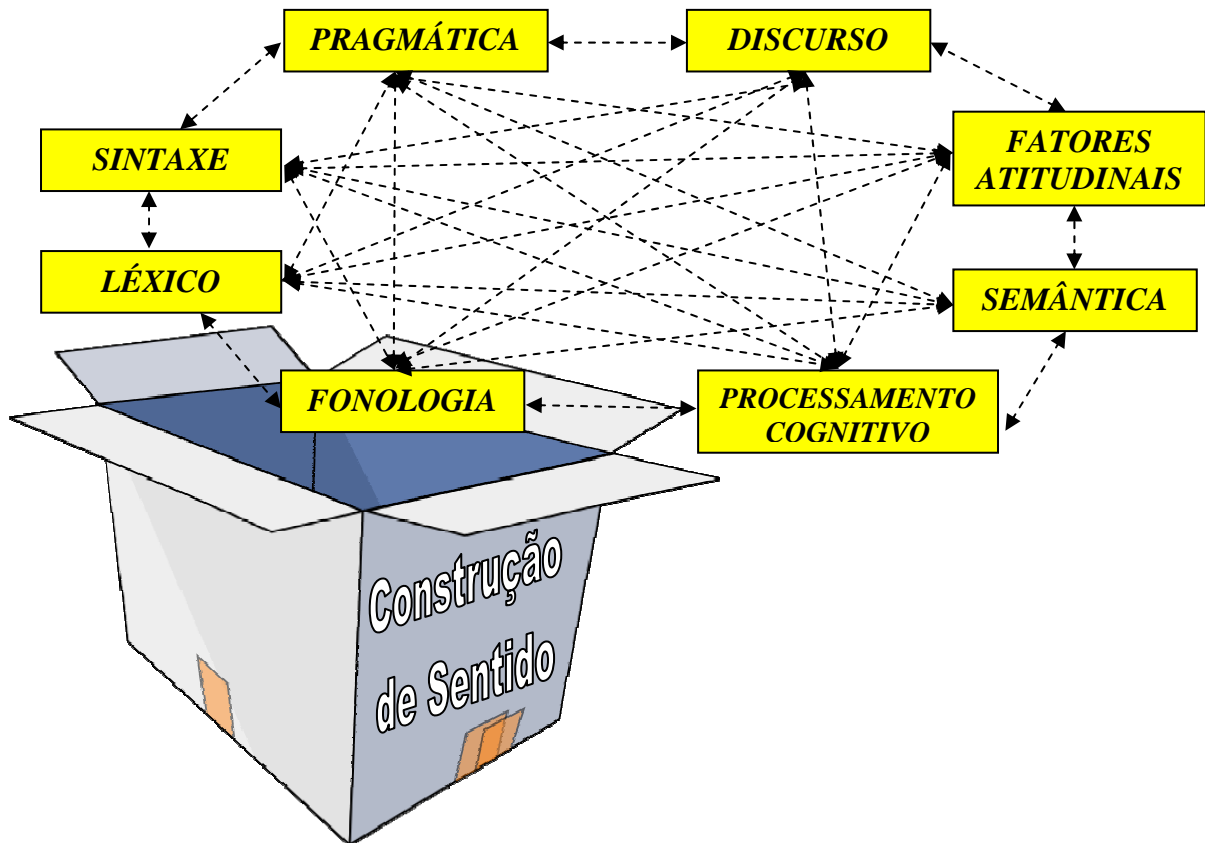 PRAGMÁTICA
DISCURSO
SINTAXE
FATORES
ATITUDINAIS
LÉXICO
SEMÂNTICA
FONOLOGIA
PROCESSAMENTO
COGNITIVO
Construção
de Sentido